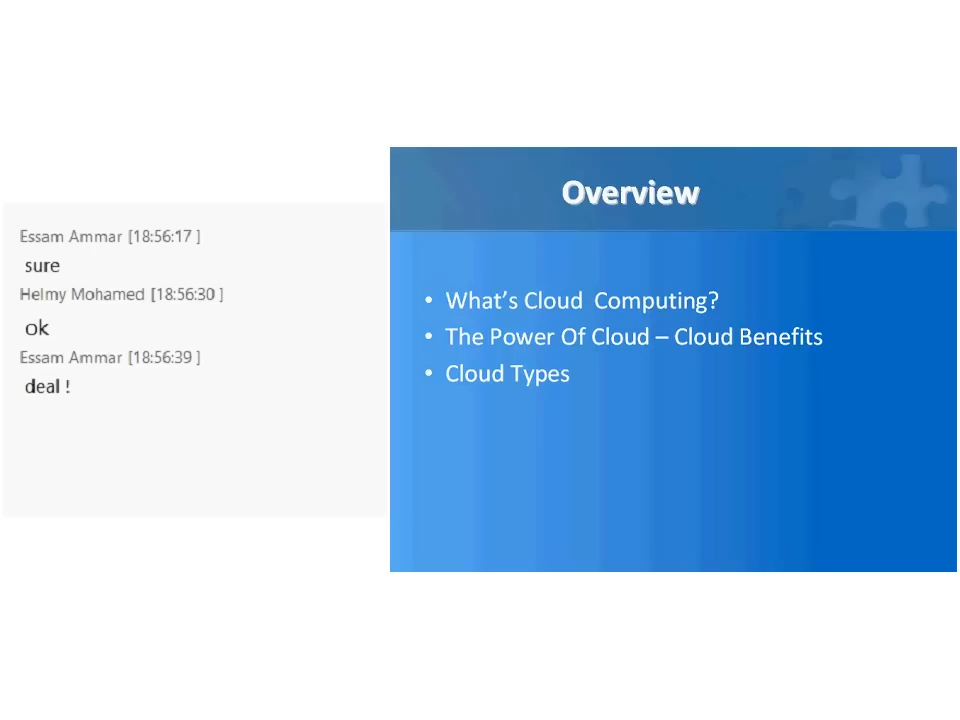 Essam Ammar [18:56:17 ]
sure
Helmy Mohamed [18:56:30 ]
ok
Essam Ammar [18:56:39 ]
deal !
Overview
• What’s Cloud  Computing?
• The Power Of Cloud – Cloud Benefits
• Cloud Types